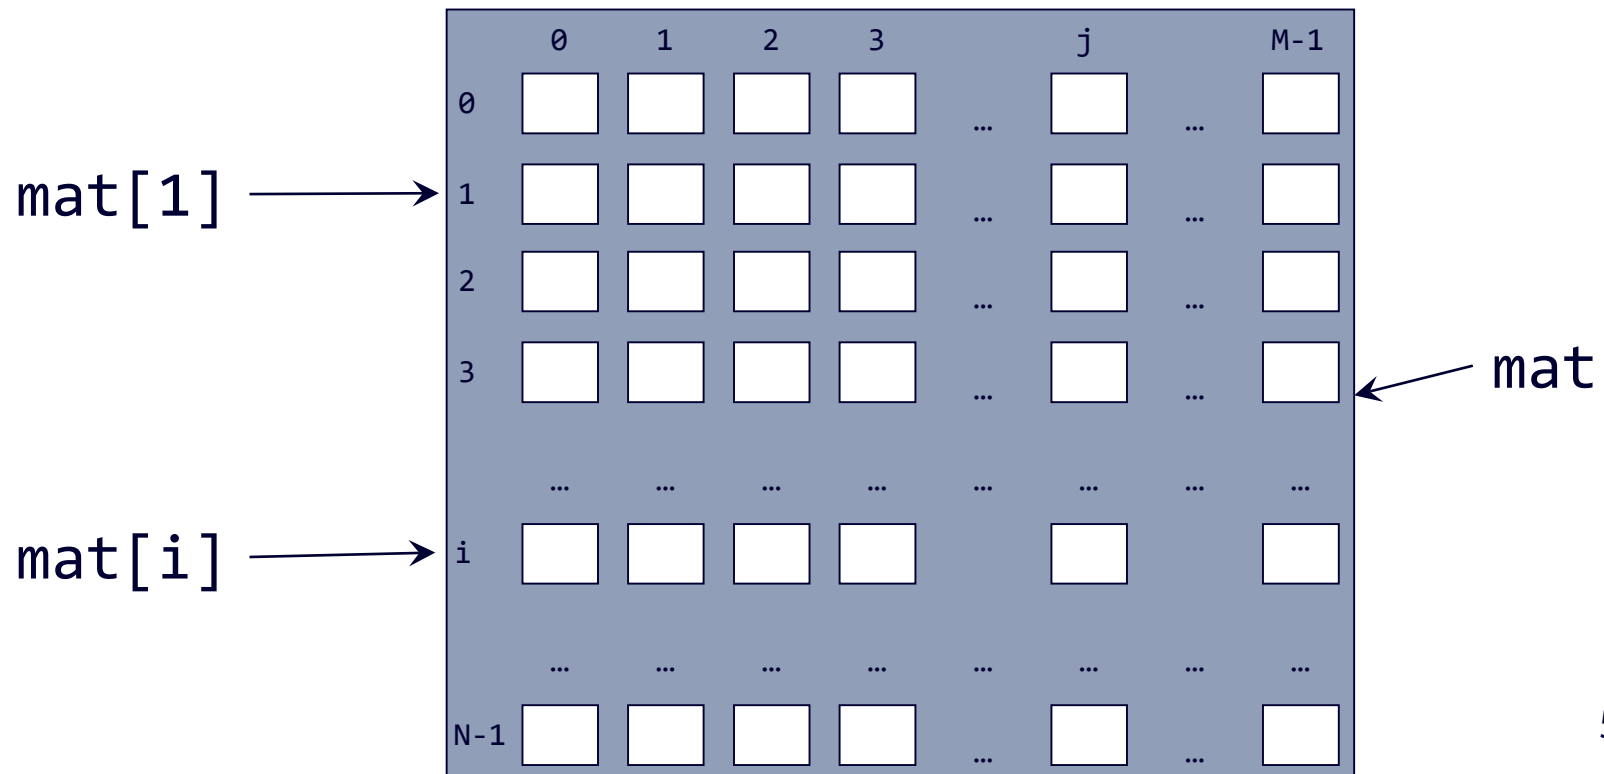 0 1 2 3 j M-1
0 … …
mat[1] 1 … …
2 … …
3 … … mat
… … … … … … … …
mat[i] i
… … … … … … … …
N-1 … …